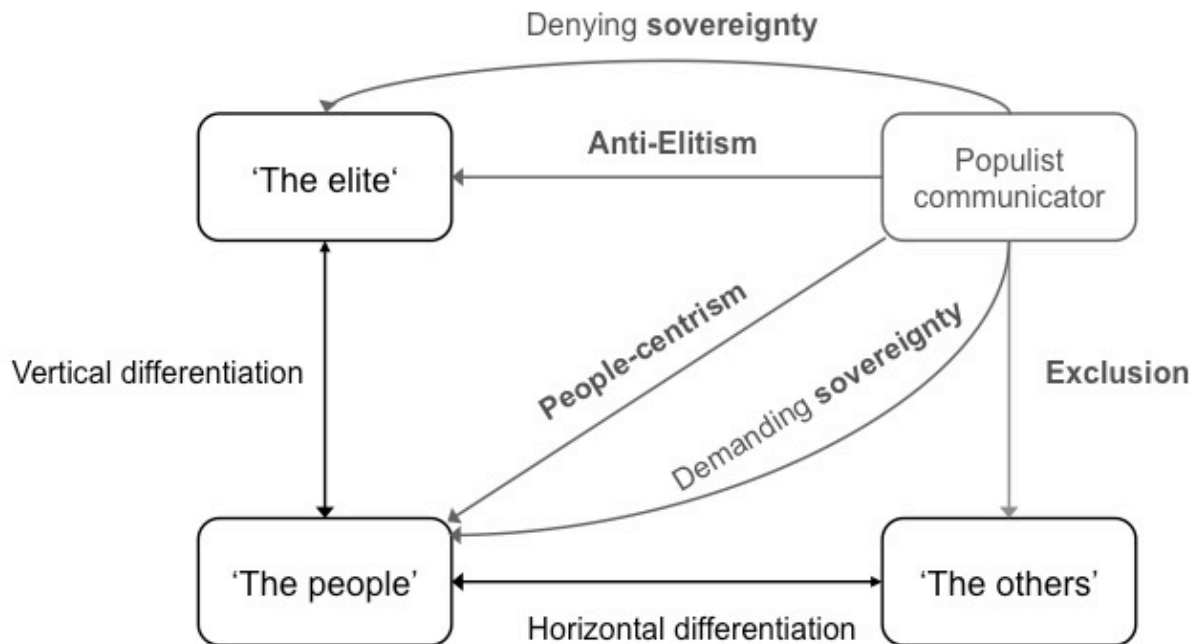 Denying sovereignty
‘The elite‘
Anti-Elitism
Populist
communicator
Vertical differentiation
People-centrism
Demanding sovereignty
Exclusion
‘The people’
‘The others’
Horizontal differentiation